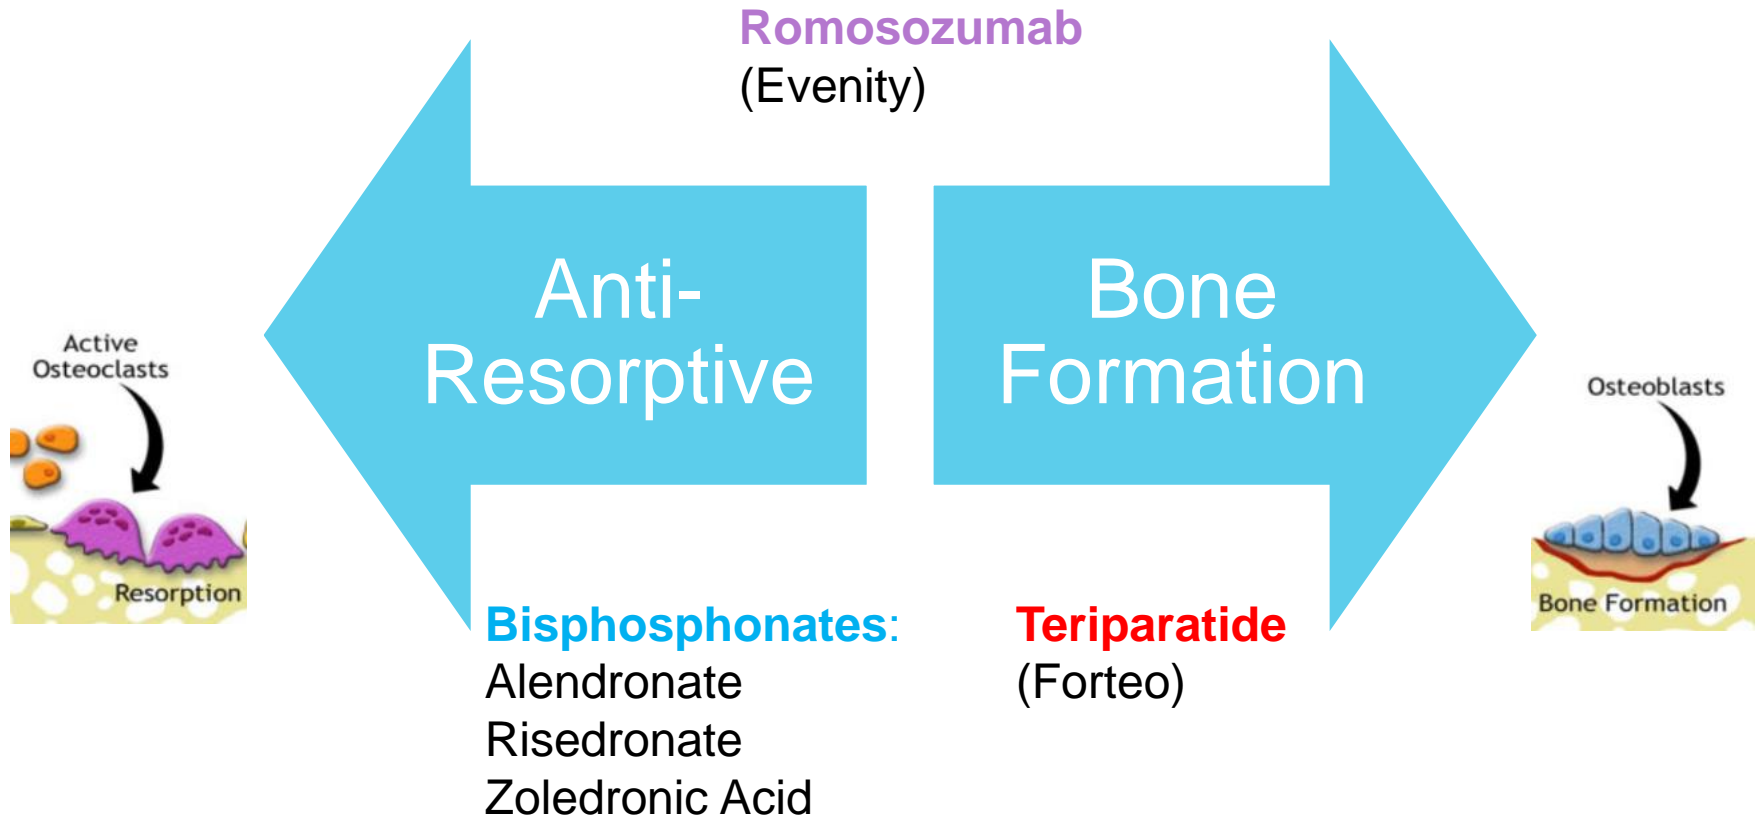 Romosozumab
(Evenity)
Anti-
Resorptive
Bone
Formation
Active
Osteoclasts
Resorption
Osteoblasts
Bone Formation
Bisphosphonates:
Alendronate
Risedronate
Zoledronic Acid
Teriparatide
(Forteo)